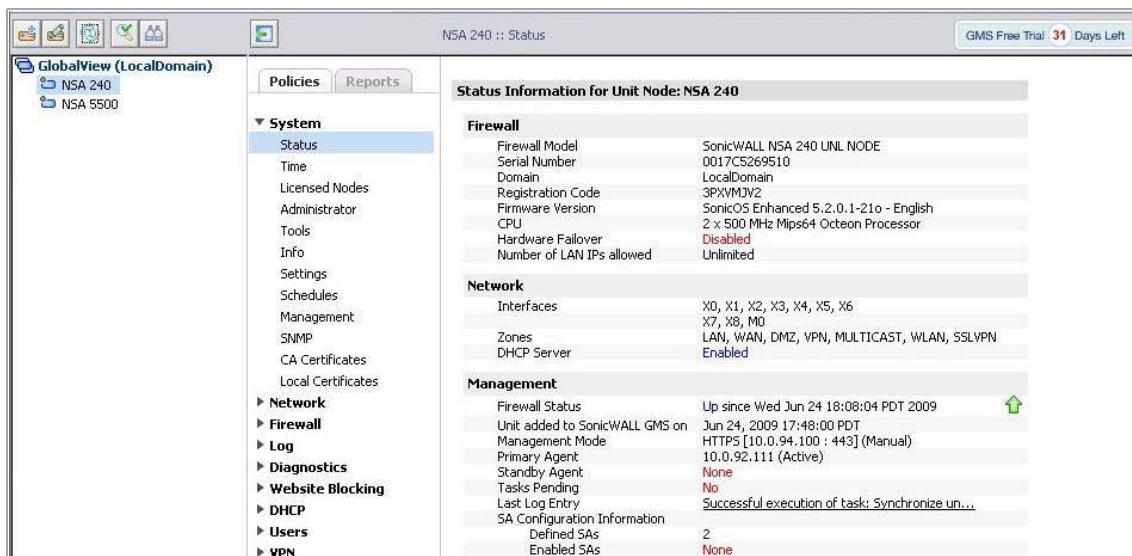 NSA 240 :: Status
GMS Free Trial 31 Days Left
GlobalView (LocalDomain)
NSA 240
NSA 5500
Policies
Reports
System
Status
Time
Licensed Nodes
Administrator
Tools
Info
Settings
Schedules
Management
SNMP
CA Certificates
Local Certificates
Network
Firewall
Log
Diagnostics
Website Blocking
DHCP
Users
VPN
Status Information for Unit Node: NSA 240
Firewall
Firewall Model SonicWALL NSA 240 UNL NODE
Serial Number 0017C5269510
Domain LocalDomain
Registration Code 3PXVMJV2
Firmware Version SonicOS Enhanced 5.2.0.1-21o - English
CPU 2 x 500 MHz Mips64 Octeon Processor
Hardware Failover Disabled
Number of LAN IPs allowed Unlimited
Network
Interfaces X0, X1, X2, X3, X4, X5, X6
X7, X8, M0
Zones LAN, WAN, DMZ, VPN, MULTICAST, WLAN, SSLVPN
DHCP Server Enabled
Management
Firewall Status Up since Wed Jun 24 18:08:04 PDT 2009
Unit added to SonicWALL GMS on Jun 24, 2009 17:48:00 PDT
Management Mode HTTPS [10.0.94.100 : 443] (Manual)
Primary Agent 10.0.92.111 (Active)
Standby Agent None
Tasks Pending No
Last Log Entry Successful execution of task: Synchronize un...
SA Configuration Information
Defined SAs 2
Enabled SAs None